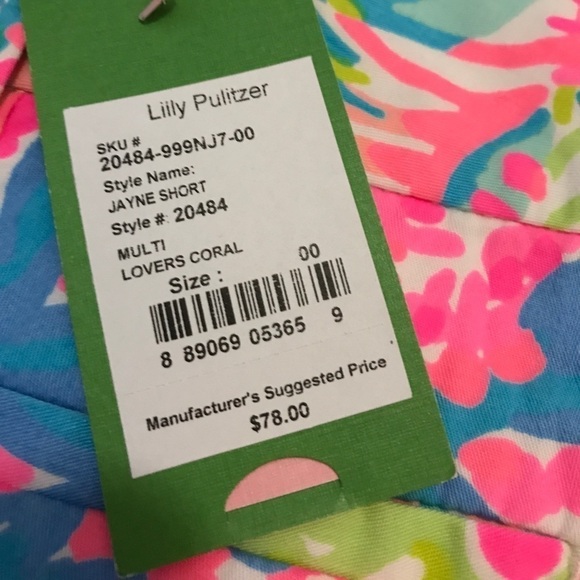 Lilly Pulitzer
SKU #
20484-999NJ7-00
Style Name:
JAYNE SHORT
Style #: 20484
MULTI
LOVERS CORAL
Size : 00
8 89069 05365 9
Manufacturer's Suggested Price
$78.00